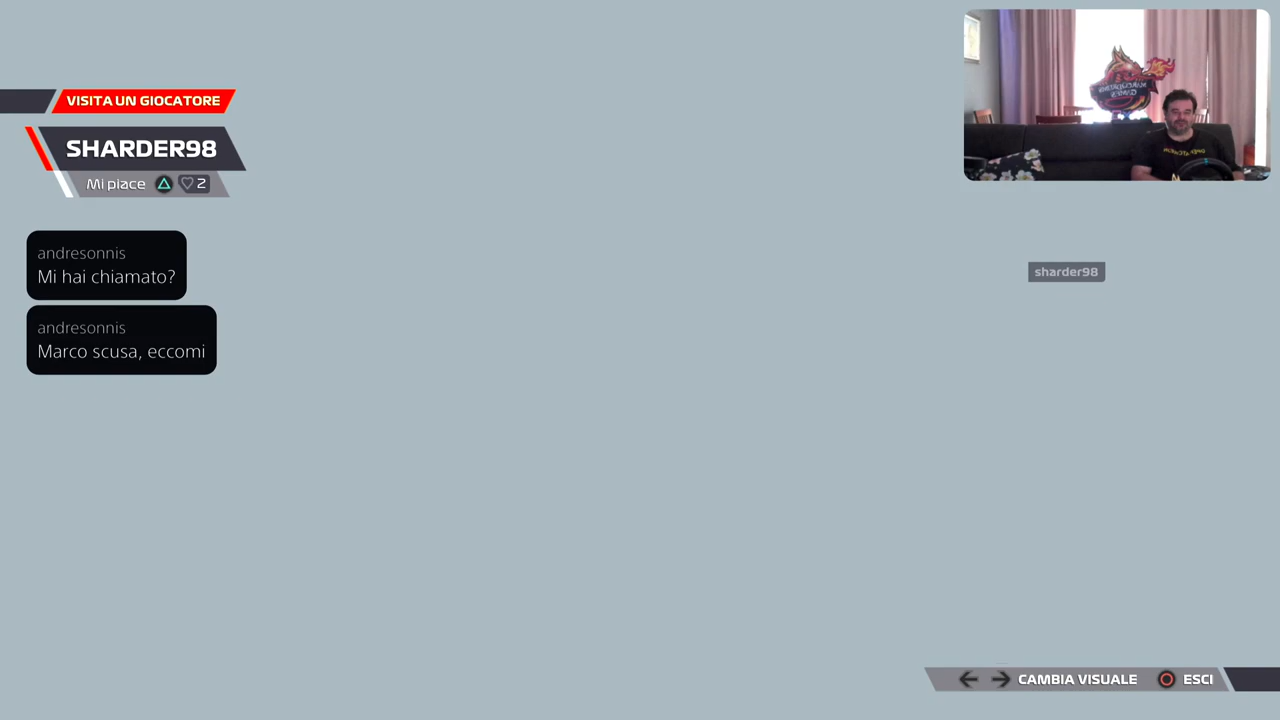 VISITA UN GIOCATORE
SHARDER98
Mi piace 2
andresonnis
Mi hai chiamato?
andresonnis
Marco scusa, eccomi
sharder98
CAMBIA VISUALE
ESCI